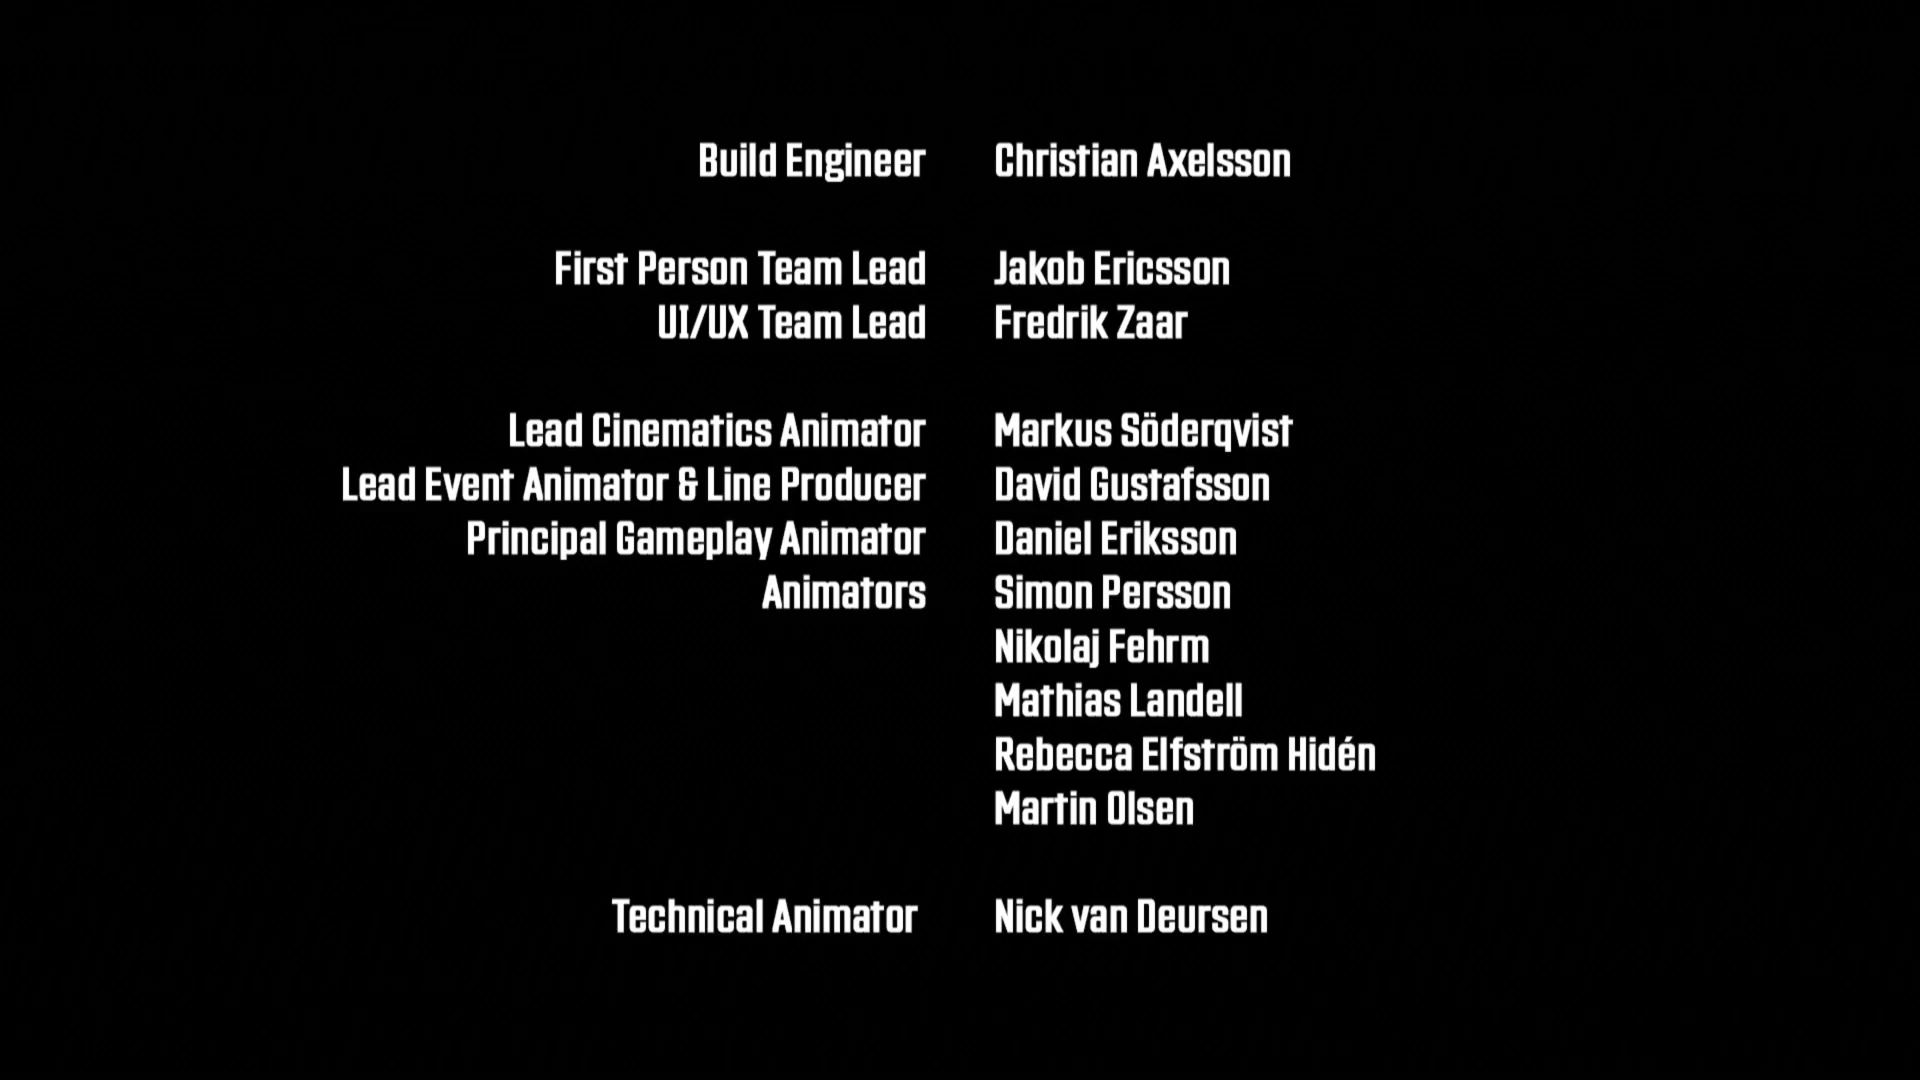 Build Engineer Christian Axelsson
First Person Team Lead Jakob Ericsson
UI/UX Team Lead Fredrik Zaar
Lead Cinematics Animator Markus Söderqvist
Lead Event Animator & Line Producer David Gustafsson
Principal Gameplay Animator Daniel Eriksson
Animators Simon Persson
Nikolaj Fehrm
Mathias Landell
Rebecca Elfström Hidén
Martin Olsen
Technical Animator Nick van Deursen